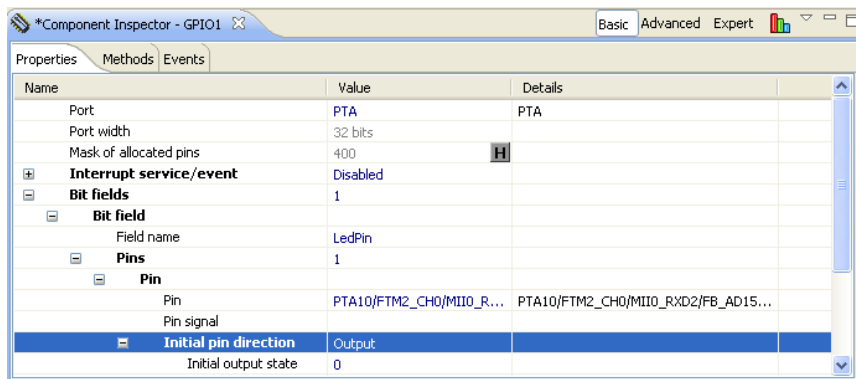 *Component Inspector - GPIO1 Basic Advanced Expert
Properties Methods Events
Name Value Details
Port PTA PTA
Port width 32 bits
Mask of allocated pins 400 H
Interrupt service/event Disabled
Bit fields 1
Bit field
Field name LedPin
Pins 1
Pin
Pin PTA10/FTM2_CH0/MII0_R... PTA10/FTM2_CH0/MII0_RXD2/FB_AD15...
Pin signal
Initial pin direction Output
Initial output state 0